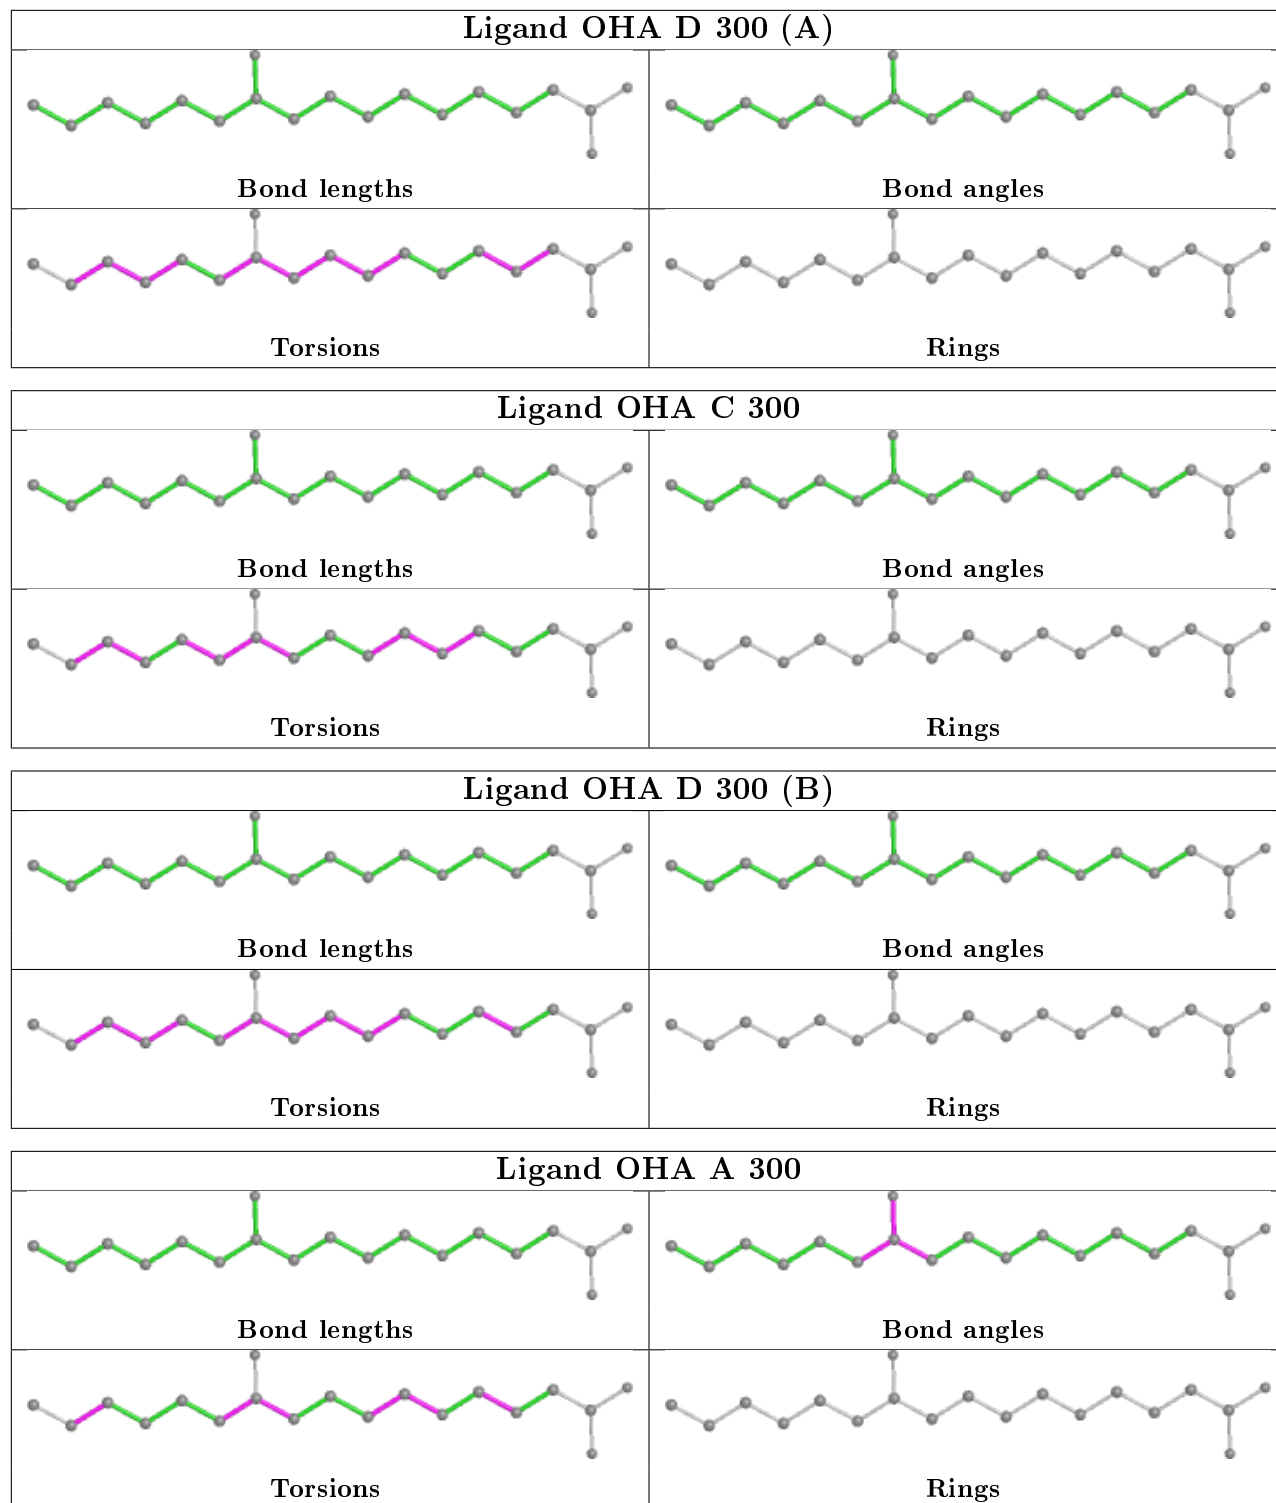 Ligand OHA D 300 (A)
Bond lengths
Bond angles
Torsions
Rings
Ligand OHA C 300
Bond lengths
Bond angles
Torsions
Rings
Ligand OHA D 300 (B)
Bond lengths
Bond angles
Torsions
Rings
Ligand OHA A 300
Bond lengths
Bond angles
Torsions
Rings